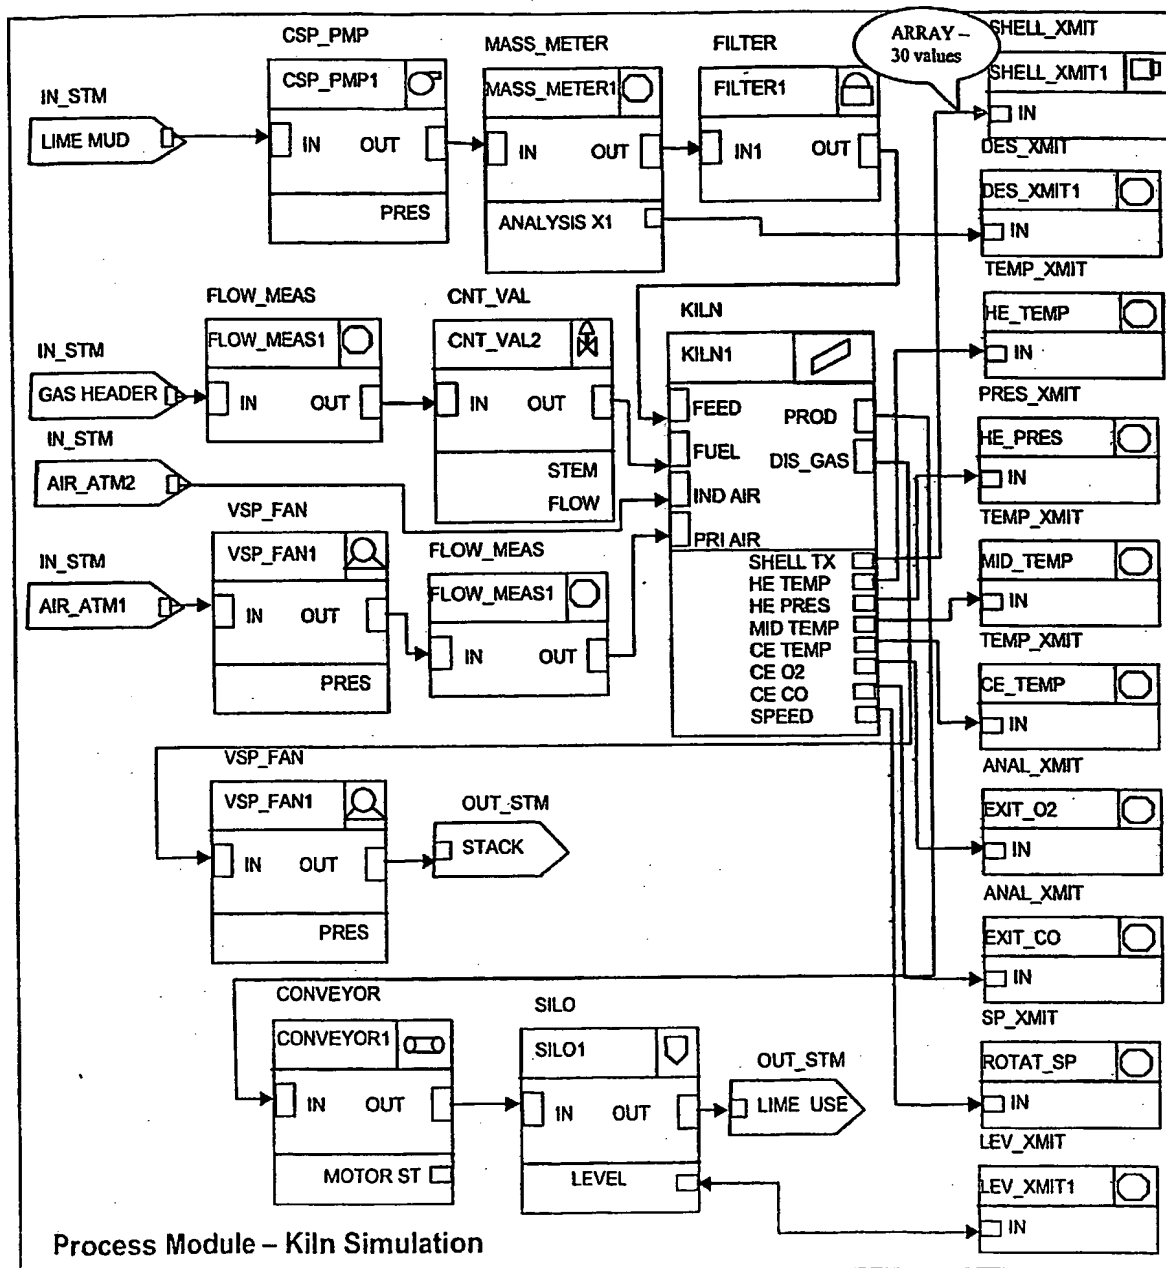 CSP_PMP
MASS_METER
FILTER
ARRAY –
30 values
SHELL_XMIT
CSP_PMP1
MASS_METER1
FILTER1
SHELL_XMIT1
IN_STM
LIME MUD
IN OUT
IN OUT
IN1 OUT
IN
DES_XMIT
PRES
ANALYSIS X1
DES_XMIT1
IN
TEMP_XMIT
FLOW_MEAS
CNT_VAL
KILN
FLOW_MEAS1
CNT_VAL2
KILN1
HE_TEMP
IN
IN_STM
GAS HEADER
IN OUT
IN OUT
FEED
PROD
PRES_XMIT
IN_STM
FUEL
DIS_GAS
HE_PRES
AIR_ATM2
STEM
FLOW
IND AIR
IN
VSP_FAN
PRI AIR
TEMP_XMIT
VSP_FAN1
FLOW_MEAS
IN_STM
SHELL TX
MID_TEMP
AIR_ATM1
FLOW_MEAS1
HE TEMP
HE PRES
IN
IN OUT
MID TEMP
TEMP_XMIT
IN OUT
CE TEMP
CE O2
CE_TEMP
PRES
CE CO
SPEED
IN
VSP_FAN
ANAL_XMIT
VSP_FAN1
OUT_STM
EXIT_O2
STACK
IN OUT
IN
ANAL_XMIT
PRES
EXIT_CO
IN
CONVEYOR
SILO
SP_XMIT
CONVEYOR1
SILO1
OUT_STM
ROTAT_SP
IN OUT
IN OUT
LIME USE
IN
LEV_XMIT
MOTOR ST
LEVEL
LEV_XMIT1
IN
Process Module – Kiln Simulation